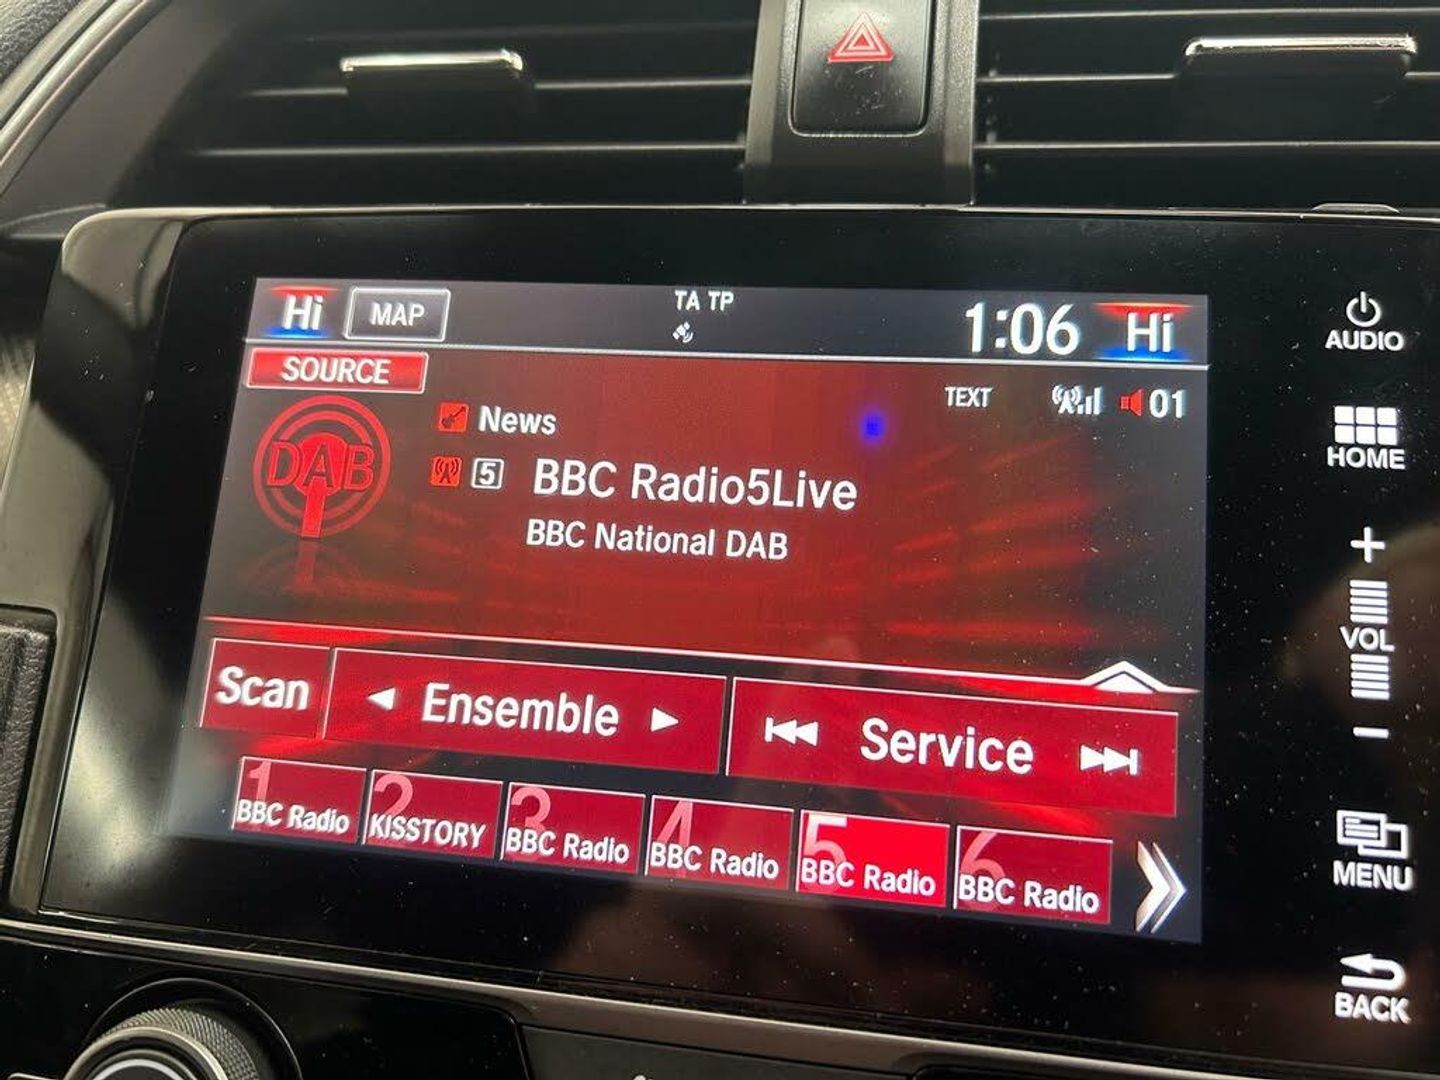 Hi MAP TA TP 1:06 Hi
SOURCE
TEXT 01
DAB
News
5 BBC Radio5Live
BBC National DAB
Scan Ensemble Service
1 BBC Radio
2 KISSTORY
3 BBC Radio
4 BBC Radio
5 BBC Radio
6 BBC Radio
AUDIO
HOME
+
VOL
-
MENU
BACK